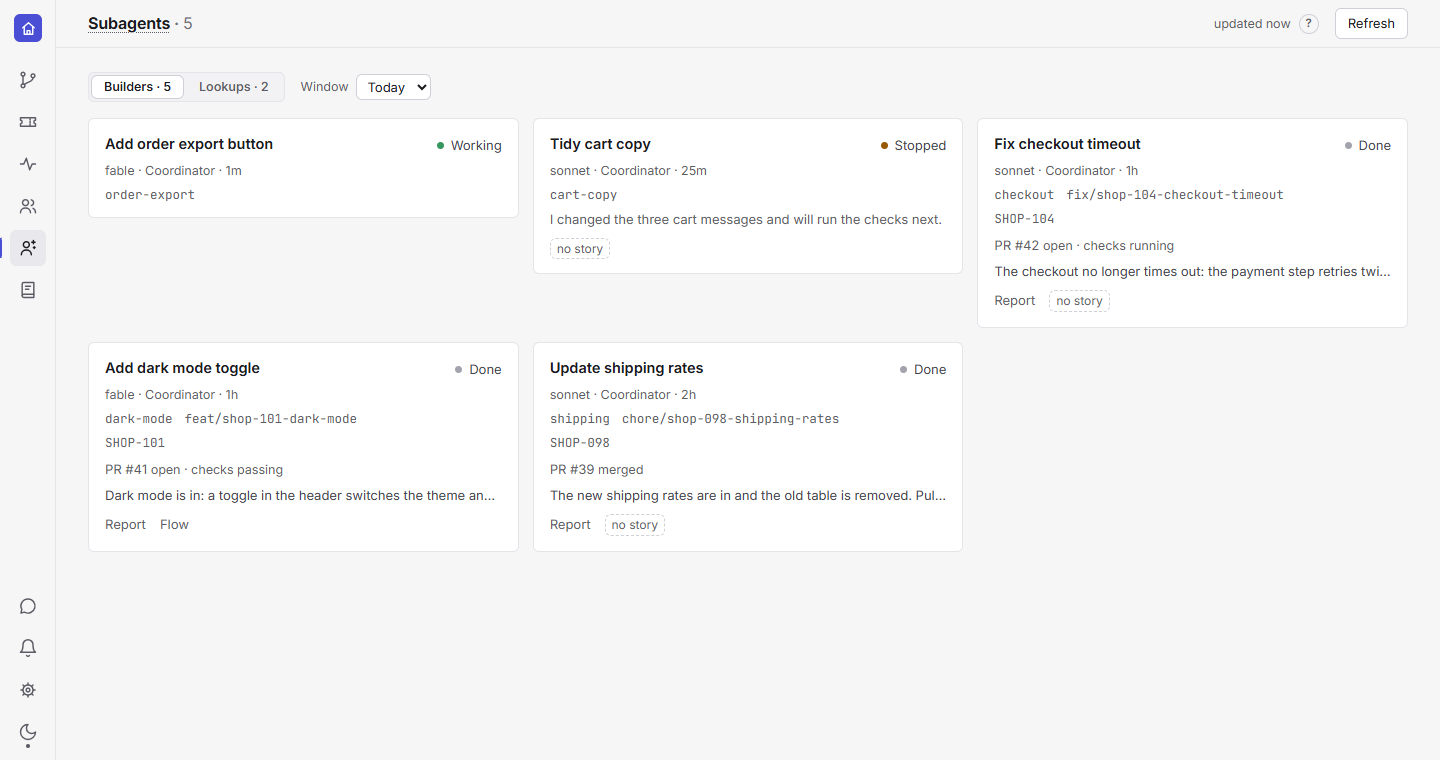 Subagents · 5
updated now
?
Refresh
Builders · 5
Lookups · 2
Window
Today
Add order export button
Working
fable · Coordinator · 1m
order-export
Tidy cart copy
Stopped
sonnet · Coordinator · 25m
cart-copy
I changed the three cart messages and will run the checks next.
no story
Fix checkout timeout
Done
sonnet · Coordinator · 1h
checkout fix/shop-104-checkout-timeout
SHOP-104
PR #42 open · checks running
The checkout no longer times out: the payment step retries twi...
Report
no story
Add dark mode toggle
Done
fable · Coordinator · 1h
dark-mode feat/shop-101-dark-mode
SHOP-101
PR #41 open · checks passing
Dark mode is in: a toggle in the header switches the theme an...
Report
Flow
Update shipping rates
Done
sonnet · Coordinator · 2h
shipping chore/shop-098-shipping-rates
SHOP-098
PR #39 merged
The new shipping rates are in and the old table is removed. Pul...
Report
no story